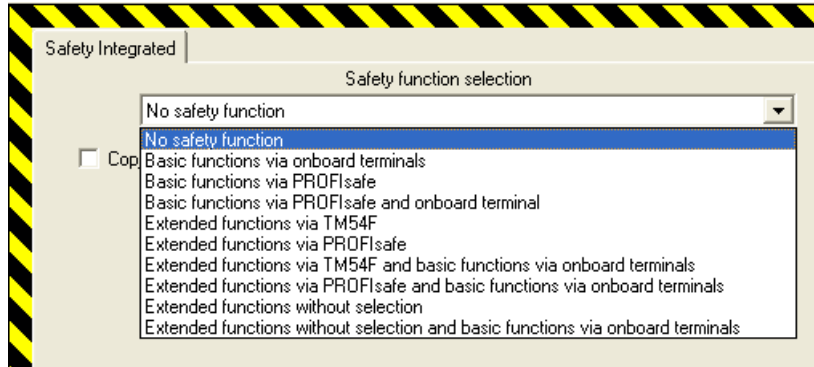 Safety Integrated
Safety function selection
No safety function
No safety function
Basic functions via onboard terminals
Basic functions via PROFIsafe
Basic functions via PROFIsafe and onboard terminal
Extended functions via TM54F
Extended functions via PROFIsafe
Extended functions via TM54F and basic functions via onboard terminals
Extended functions via PROFIsafe and basic functions via onboard terminals
Extended functions without selection
Extended functions without selection and basic functions via onboard terminals